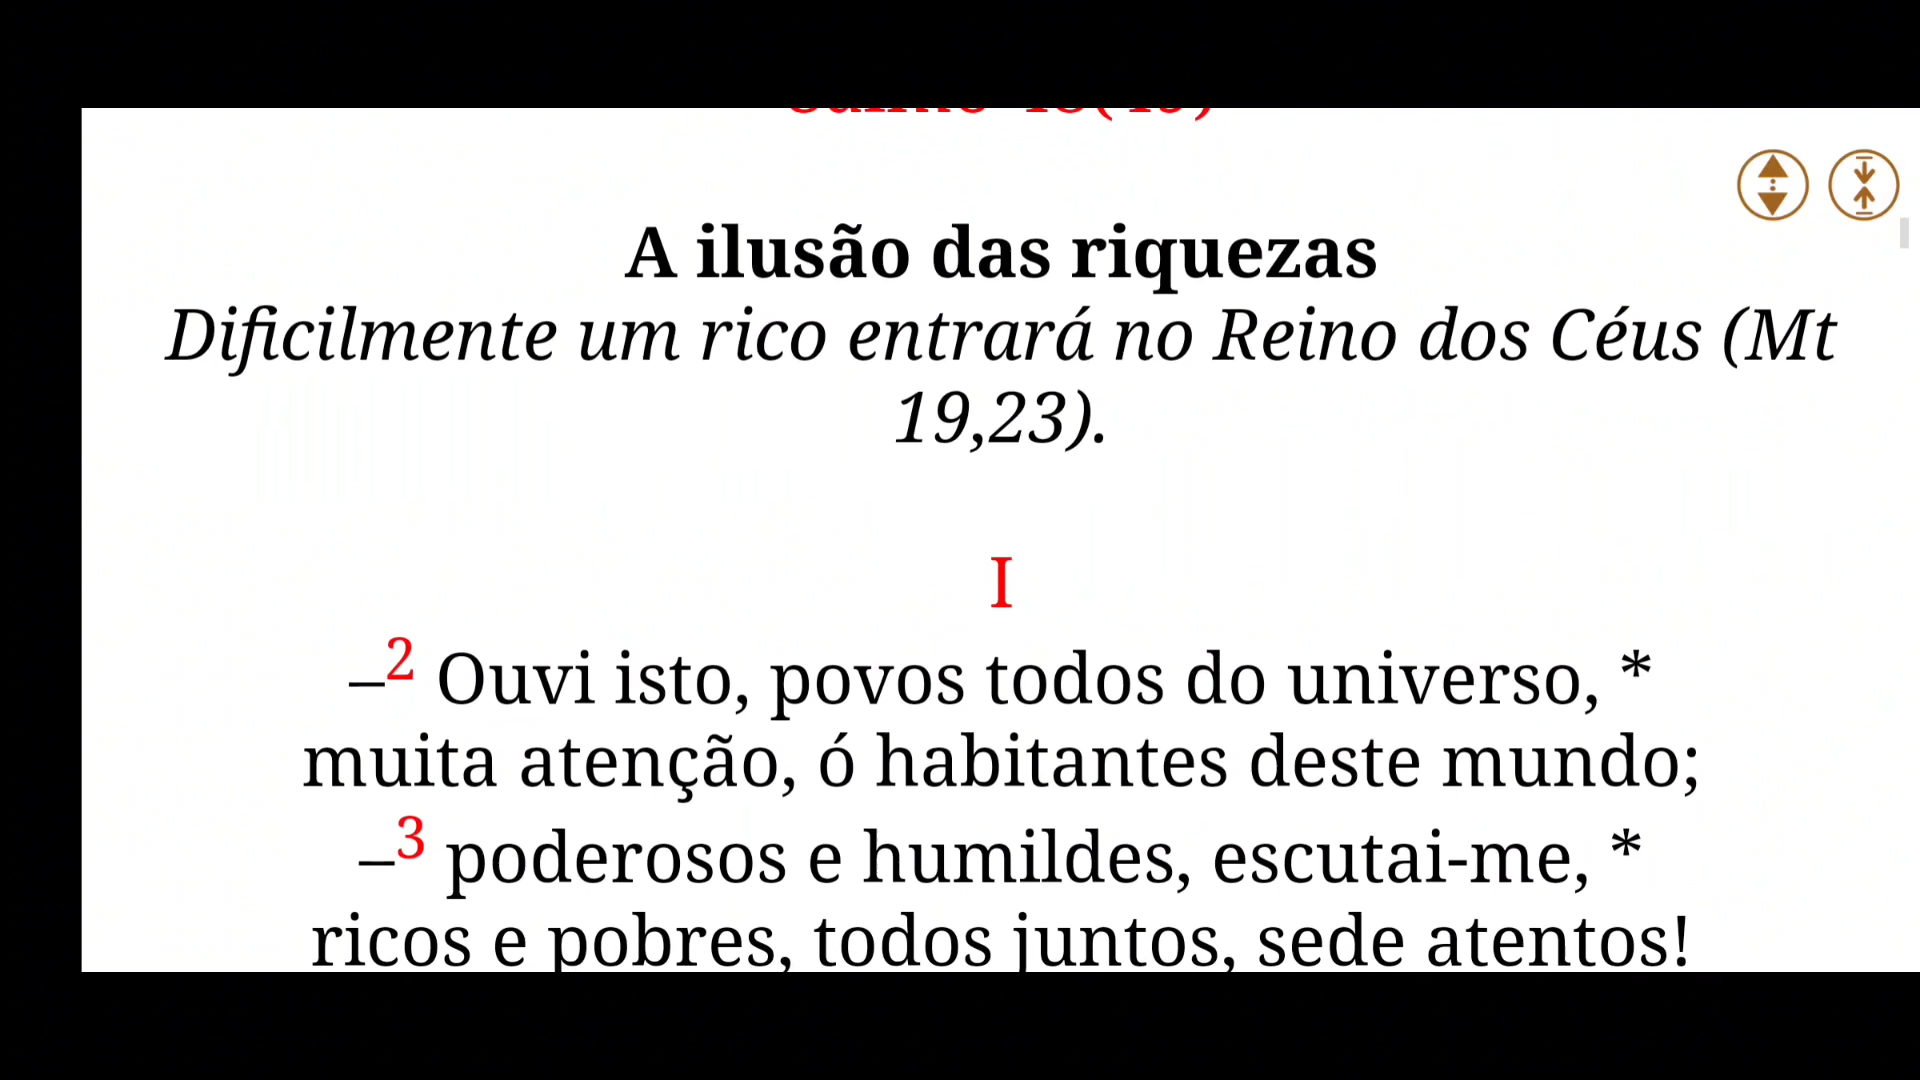 A ilusão das riquezas
Dificilmente um rico entrará no Reino dos Céus (Mt
19,23).
I
–2 Ouvi isto, povos todos do universo, *
muita atenção, ó habitantes deste mundo;
–3 poderosos e humildes, escutai-me, *
ricos e pobres, todos juntos, sede atentos!